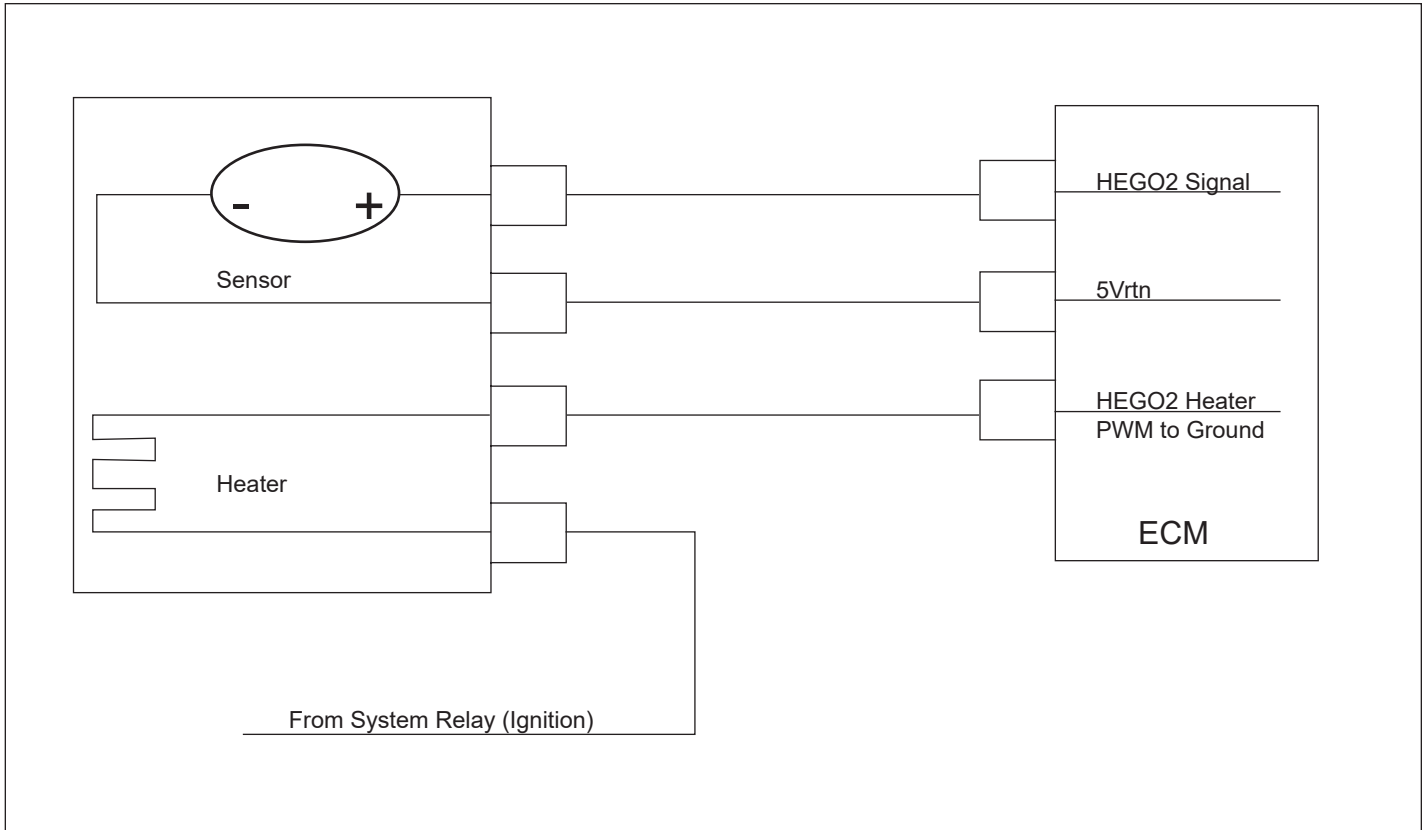 -
+
Sensor
Heater
From System Relay (Ignition)
HEGO2 Signal
5Vrtn
HEGO2 Heater
PWM to Ground
ECM